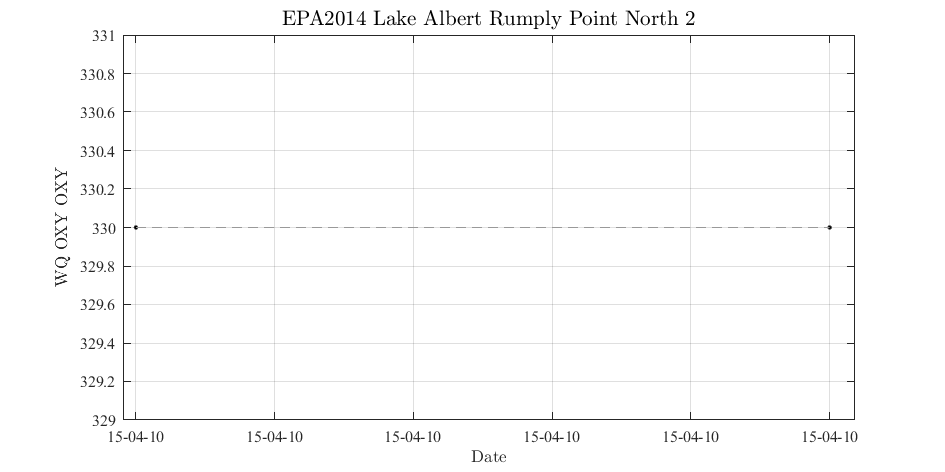 EPA2014 Lake Albert Rumply Point North 2
331
330.8
330.6
330.4
330.2
330
329.8
329.6
329.4
329.2
329
WQ OXY OXY
15-04-10 15-04-10 15-04-10 15-04-10 15-04-10 15-04-10
Date